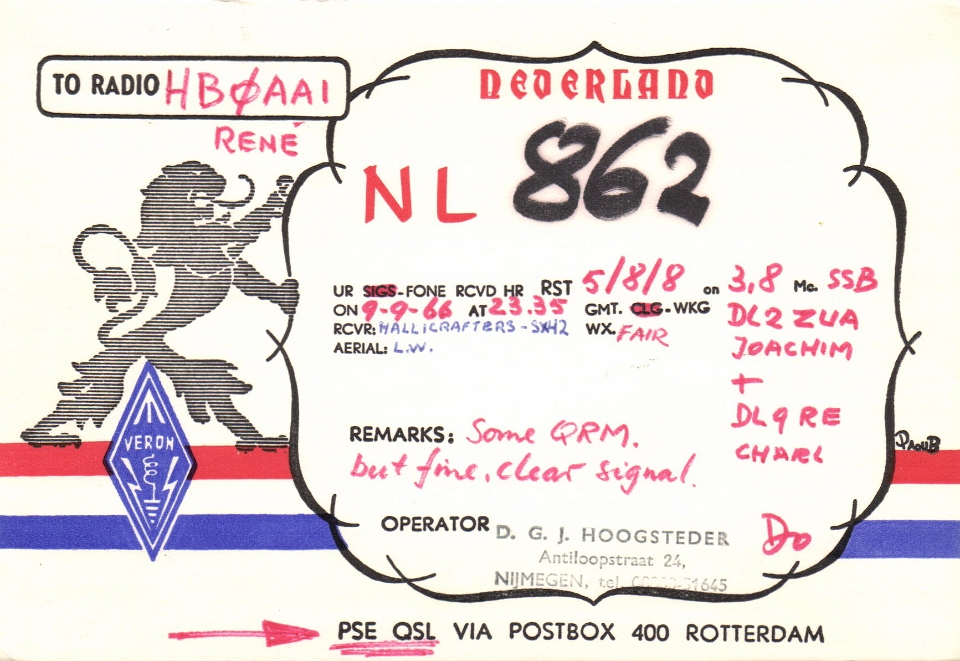 TO RADIO HBØAAI
RENÉ
NEDERLAND
NL 862
UR SIGS-FONE RCVD HR RST 5/8/8 on 3,8 Mc. SSB
ON 9-9-66 AT 23.35 GMT. CLG-WKG
RCVR: HALLICRAFTERS - SX42 WX. FAIR
AERIAL: L.W.
DL2ZUA
JOACHIM
+
DL9RE
CHARL
REMARKS: Some QRM,
but fine, clear signal.
VERON
PAOUB
OPERATOR D. G. J. HOOGSTEDER
Antiloopstraat 24,
NIJMEGEN, tel.
Do
PSE QSL VIA POSTBOX 400 ROTTERDAM